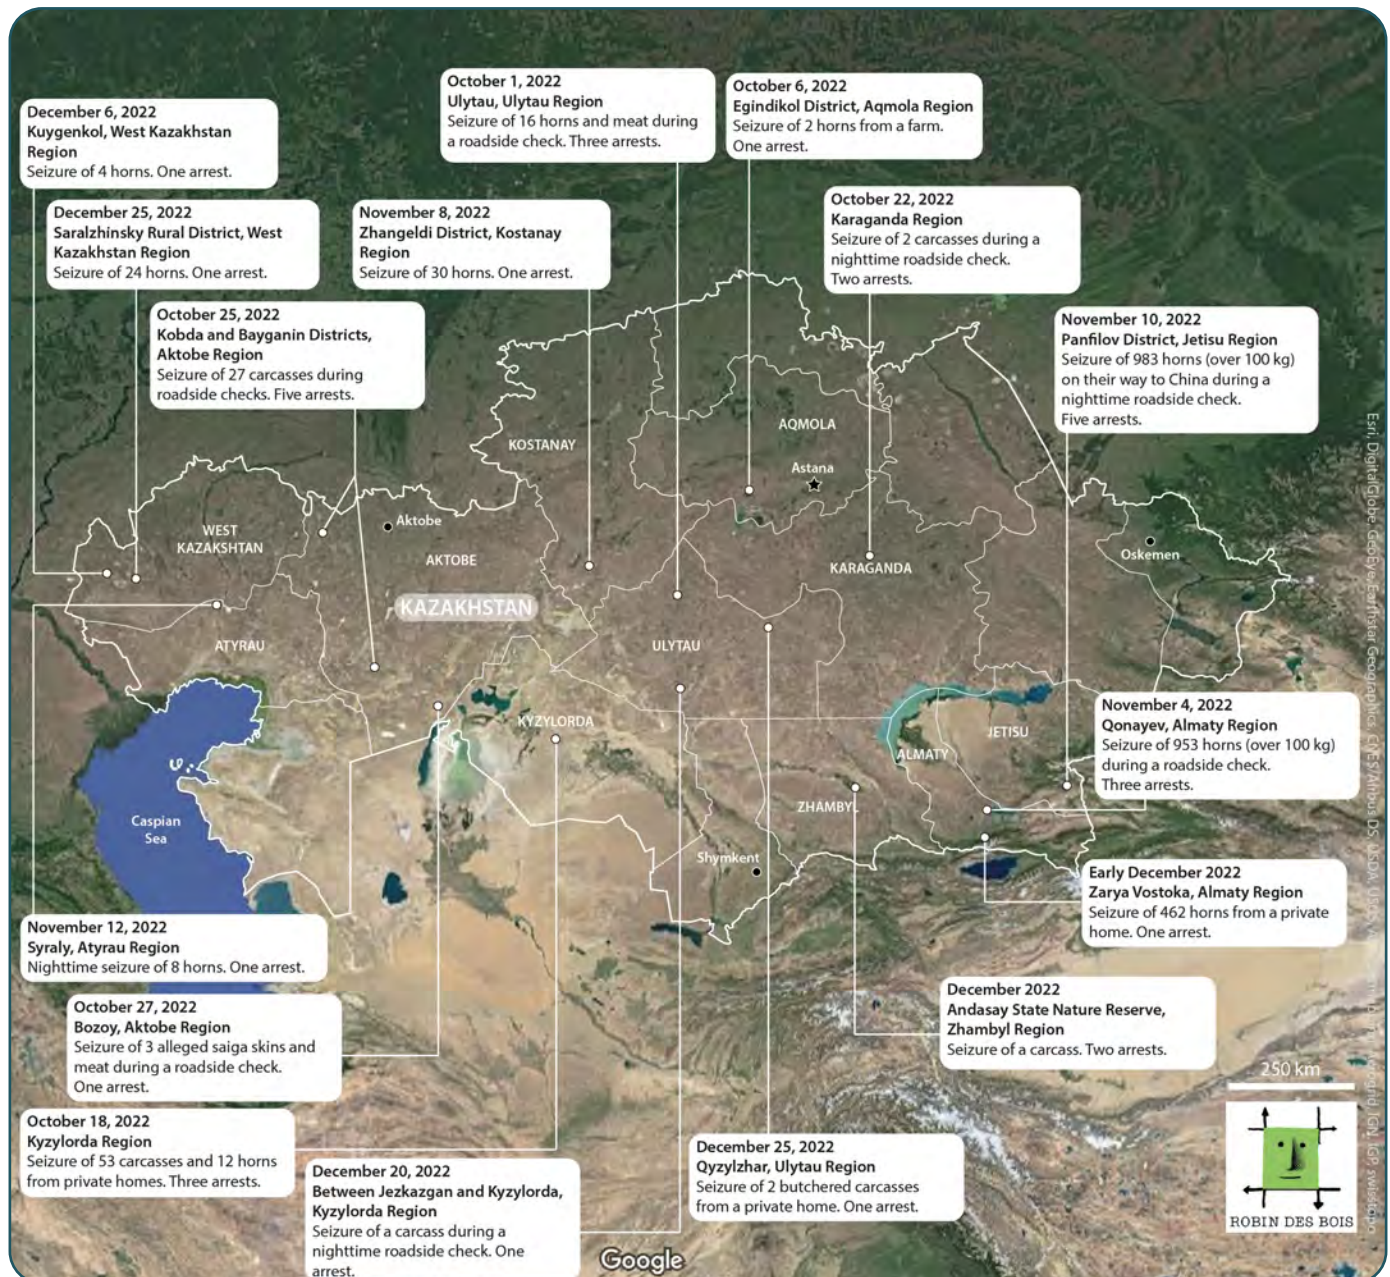 October 1, 2022
Ulytau, Ulytau Region
Seizure of 16 horns and meat during
a roadside check. Three arrests.
October 6, 2022
Egindikol District, Aqmola Region
Seizure of 2 horns from a farm.
One arrest.
December 6, 2022
Kuygenkol, West Kazakhstan
Region
Seizure of 4 horns. One arrest.
December 25, 2022
Saralzhinsky Rural District, West
Kazakhstan Region
Seizure of 24 horns. One arrest.
November 8, 2022
Zhangeldi District, Kostanay
Region
Seizure of 30 horns. One arrest.
October 22, 2022
Karaganda Region
Seizure of 2 carcasses during a
nighttime roadside check.
Two arrests.
October 25, 2022
Kobda and Bayganin Districts,
Aktobe Region
Seizure of 27 carcasses during
roadside checks. Five arrests.
November 10, 2022
Panfilov District, Jetisu Region
Seizure of 983 horns (over 100 kg)
on their way to China during a
nighttime roadside check.
Five arrests.
KOSTANAY
AQMOLA
Astana
WEST
KAZAKSHTAN
Aktobe
AKTOBE
KARAGANDA
Oskemen
KAZAKHSTAN
ATYRAU
ULYTAU
KYZYLORDA
ALMATY
JETISU
ZHAMBYL
Shymkent
Caspian
Sea
November 4, 2022
Qonayev, Almaty Region
Seizure of 953 horns (over 100 kg)
during a roadside check.
Three arrests.
Early December 2022
Zarya Vostoka, Almaty Region
Seizure of 462 horns from a private
home. One arrest.
November 12, 2022
Syraly, Atyrau Region
Nighttime seizure of 8 horns. One arrest.
October 27, 2022
Bozoy, Aktobe Region
Seizure of 3 alleged saiga skins and
meat during a roadside check.
One arrest.
December 2022
Andasay State Nature Reserve,
Zhambyl Region
Seizure of a carcass. Two arrests.
October 18, 2022
Kyzylorda Region
Seizure of 53 carcasses and 12 horns
from private homes. Three arrests.
December 20, 2022
Between Jezkazgan and Kyzylorda,
Kyzylorda Region
Seizure of a carcass during a
nighttime roadside check. One
arrest.
December 25, 2022
Qyzylzhar, Ulytau Region
Seizure of 2 butchered carcasses
from a private home. One arrest.
250 km
ROBIN DES BOIS
Google
Esri, DigitalGlobe, GeoEye, Earthstar Geographics, CNES/Airbus DS, USDA, IGN, IGP, swisstopo